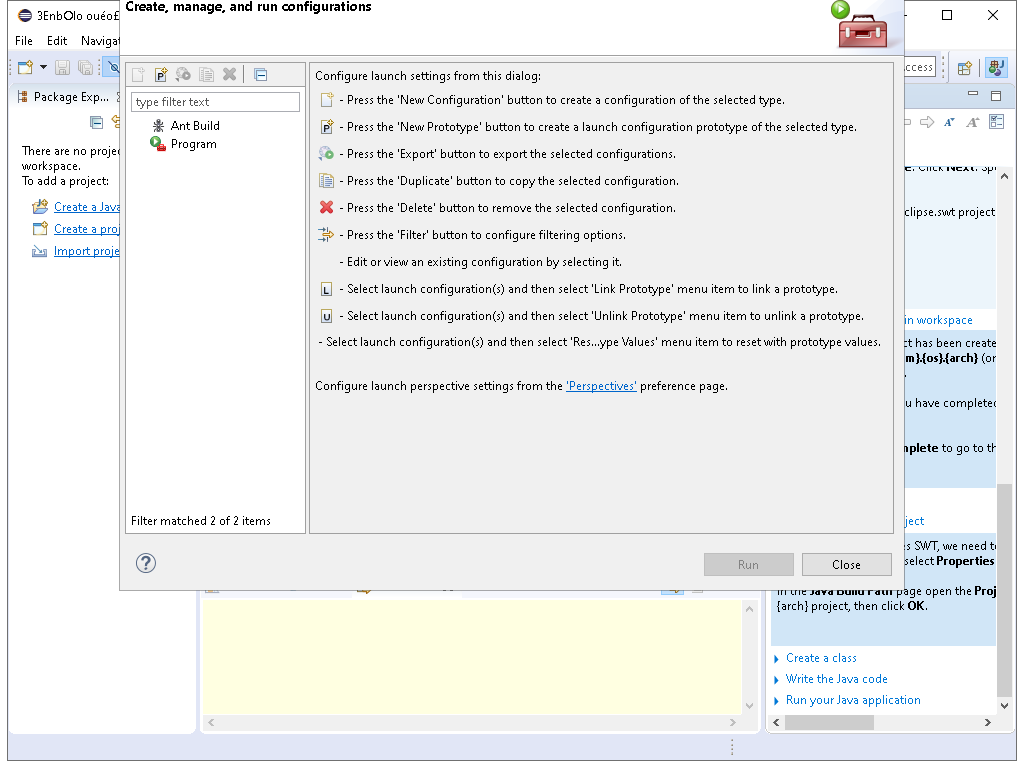 3EnbOlo ouéo
Create, manage, and run configurations
File Edit Navigat
ccess
Package Exp...
type filter text
Ant Build
Program
Filter matched 2 of 2 items
There are no projec
workspace.
To add a project:
Create a Java
Create a proj
Import proje
Configure launch settings from this dialog:
- Press the 'New Configuration' button to create a configuration of the selected type.
- Press the 'New Prototype' button to create a launch configuration prototype of the selected type.
- Press the 'Export' button to export the selected configurations.
- Press the 'Duplicate' button to copy the selected configuration.
- Press the 'Delete' button to remove the selected configuration.
- Press the 'Filter' button to configure filtering options.
- Edit or view an existing configuration by selecting it.
- Select launch configuration(s) and then select 'Link Prototype' menu item to link a prototype.
- Select launch configuration(s) and then select 'Unlink Prototype' menu item to unlink a prototype.
- Select launch configuration(s) and then select 'Res...ype Values' menu item to reset with prototype values.
Configure launch perspective settings from the 'Perspectives' preference page.
Run Close
e. Click Next. Sp
clipse.swt project
in workspace
ct has been create
m}.{os}.{arch} (or
u have completed
mplete to go to th
ject
s SWT, we need to
select Properties
In the Java Build Path page open the Proj
{arch} project, then click OK.
Create a class
Write the Java code
Run your Java application